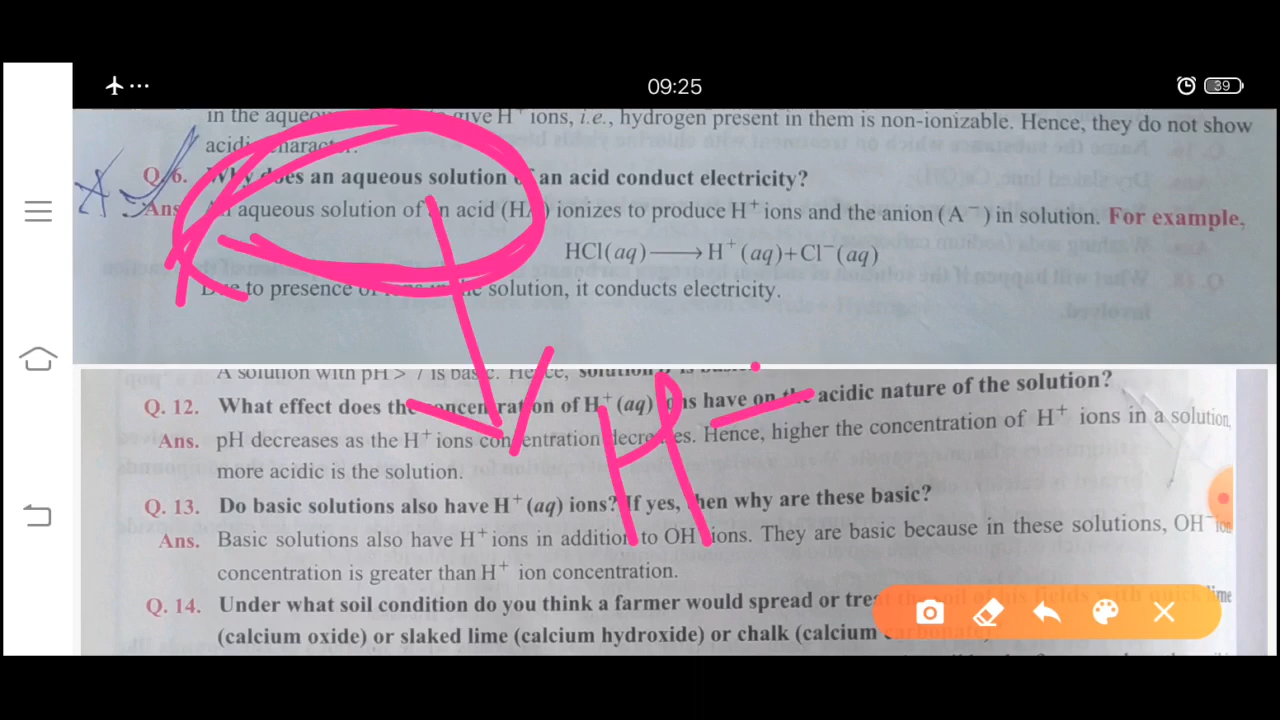 09:25
39
in the aqueous give H⁺ ions, i.e., hydrogen present in them is non-ionizable. Hence, they do not show
acidic character.
Q. 6. Why does an aqueous solution of an acid conduct electricity?
Ans. An aqueous solution of an acid (HA) ionizes to produce H⁺ ions and the anion (A⁻) in solution. For example,
HCl(aq) ⟶ H⁺(aq)+Cl⁻(aq)
Due to presence of ions in the solution, it conducts electricity.
A solution with pH > 7 is basic. Hence, solution is basic.
Q. 12. What effect does the concentration of H⁺(aq) ions have on the acidic nature of the solution?
Ans. pH decreases as the H⁺ ions concentration decreases. Hence, higher the concentration of H⁺ ions in a solution,
more acidic is the solution.
Q. 13. Do basic solutions also have H⁺(aq) ions? If yes, then why are these basic?
Ans. Basic solutions also have H⁺ ions in addition to OH ions. They are basic because in these solutions, OH⁻ ion
concentration is greater than H⁺ ion concentration.
Q. 14. Under what soil condition do you think a farmer would spread or treat the soil of his fields with quick lime
(calcium oxide) or slaked lime (calcium hydroxide) or chalk (calcium carbonate)
H⁻